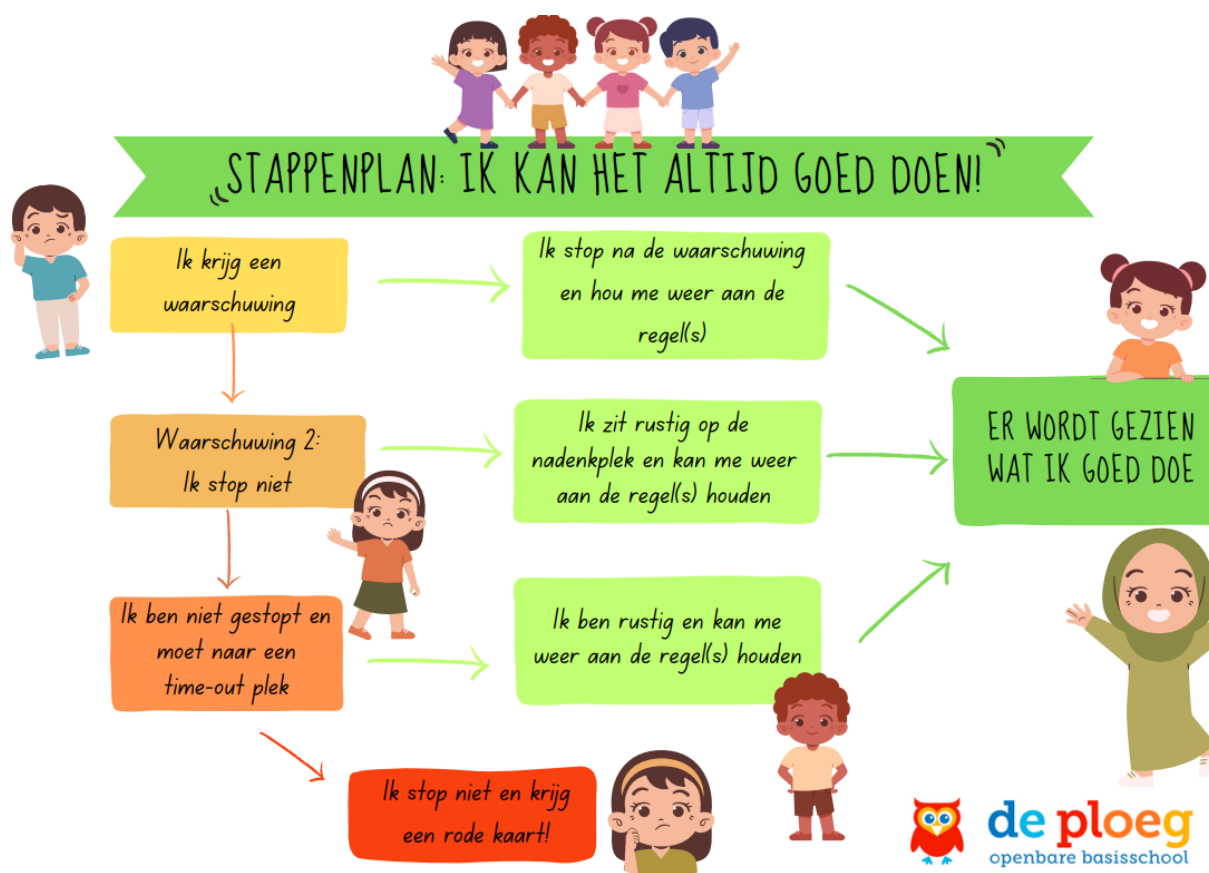 STAPPENPLAN: IK KAN HET ALTIJD GOED DOEN!
Ik krijg een
waarschuwing
Ik stop na de waarschuwing
en hou me weer aan de
regel(s)
Waarschuwing 2:
Ik stop niet
Ik zit rustig op de
nadenkplek en kan me weer
aan de regel(s) houden
ER WORDT GEZIEN
WAT IK GOED DOE
Ik ben niet gestopt en
moet naar een
time-out plek
Ik ben rustig en kan me
weer aan de regel(s) houden
Ik stop niet en krijg
een rode kaart!
de ploeg
openbare basisschool